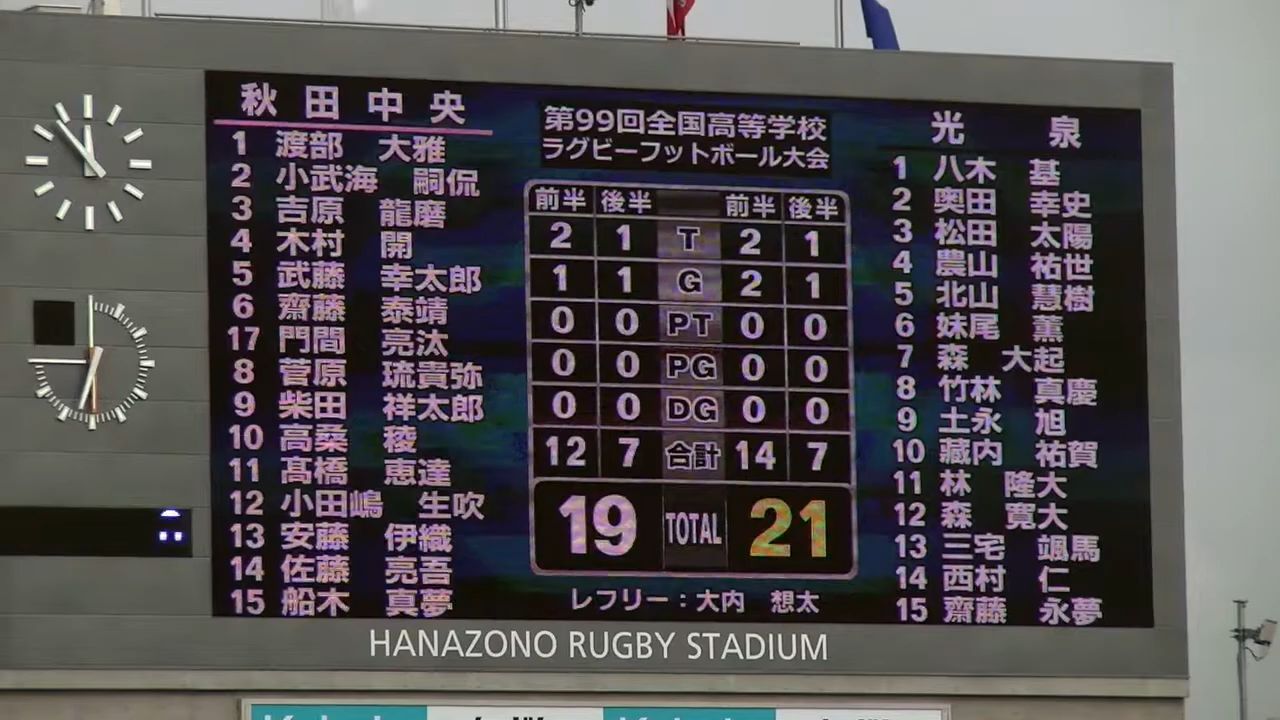 秋田中央
1 渡部 大雅
2 小武海 嗣侃
3 吉原 龍磨
4 木村 開
5 武藤 幸太郎
6 齋藤 泰靖
17 門間 亮汰
8 菅原 琉貴弥
9 柴田 祥太郎
10 高桑 稜
11 髙橋 恵達
12 小田嶋 生吹
13 安藤 伊織
14 佐藤 亮吾
15 船木 真夢
第99回全国高等学校
ラグビーフットボール大会
前半 後半 前半 後半
2 1 T 2 1
1 1 G 2 1
0 0 PT 0 0
0 0 PG 0 0
0 0 DG 0 0
12 7 合計 14 7
19 TOTAL 21
レフリー：大内 想太
光泉
1 八木 基
2 奥田 幸史
3 松田 太陽
4 農山 祐世
5 北山 慧樹
6 妹尾 薫
7 森 大起
8 竹林 真慶
9 土永 旭
10 藏内 祐賀
11 林 隆大
12 森 寛大
13 三宅 颯馬
14 西村 仁
15 齋藤 永夢
HANAZONO RUGBY STADIUM